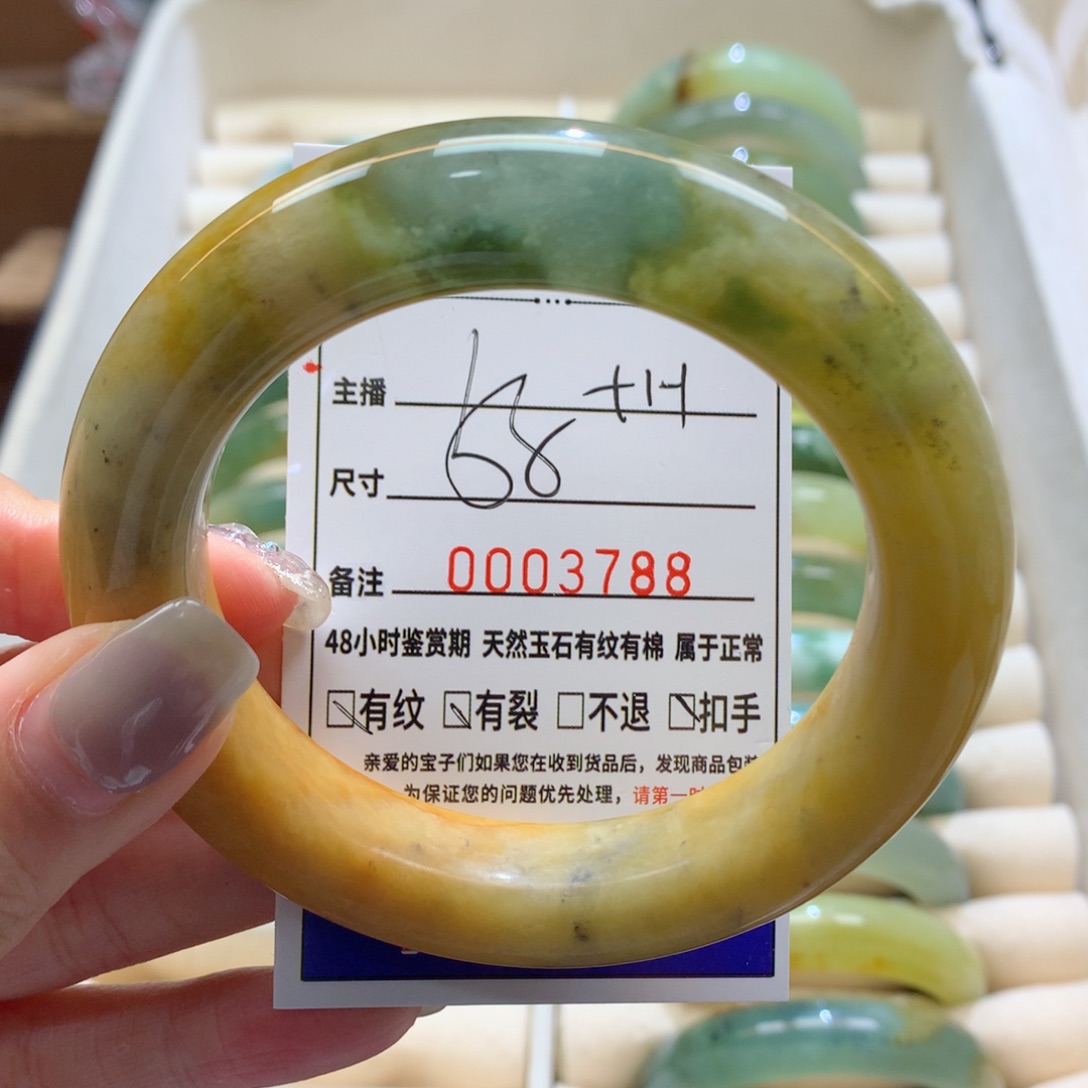 主播
尺寸 68 +14
备注 0003788
48小时鉴赏期 天然玉石有纹有棉 属于正常
有纹 有裂 不退 扣手
亲爱的宝子们如果您在收到货品后，发现商品包装
为保证您的问题优先处理，请第一时